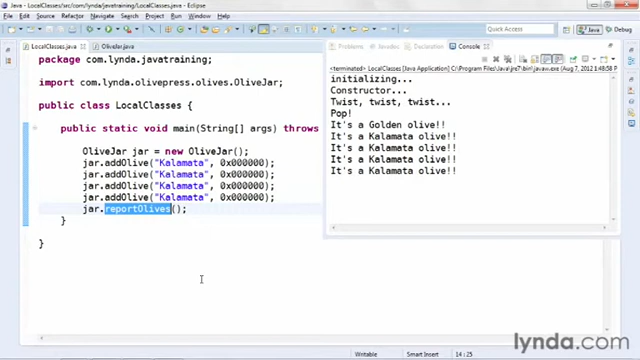 LocalClasses/src/com/lynda/javatraining/LocalClasses.java - Eclipse
File Edit Source Refactor Navigate Search Project Run Window Help
Quick Access
Java
Debug
LocalClasses.java
OliveJar.java
package com.lynda.javatraining;
import com.lynda.olivepress.olives.OliveJar;
public class LocalClasses {
public static void main(String[] args) throws
OliveJar jar = new OliveJar();
jar.addOlive("Kalamata", 0x000000);
jar.addOlive("Kalamata", 0x000000);
jar.addOlive("Kalamata", 0x000000);
jar.addOlive("Kalamata", 0x000000);
jar.reportOlives();
}
}
Problems
Javadoc
Declaration
Console
<terminated> LocalClasses [Java Application] C:\Program Files\Java\jre7\bin\javaw.exe (Aug 7, 2012 1:48:58 P
initializing...
Constructor...
Twist, twist, twist...
Pop!
It's a Golden olive!!
It's a Kalamata olive!!
It's a Kalamata olive!!
It's a Kalamata olive!!
It's a Kalamata olive!!
Writable
Smart Insert
14 : 25
lynda.com